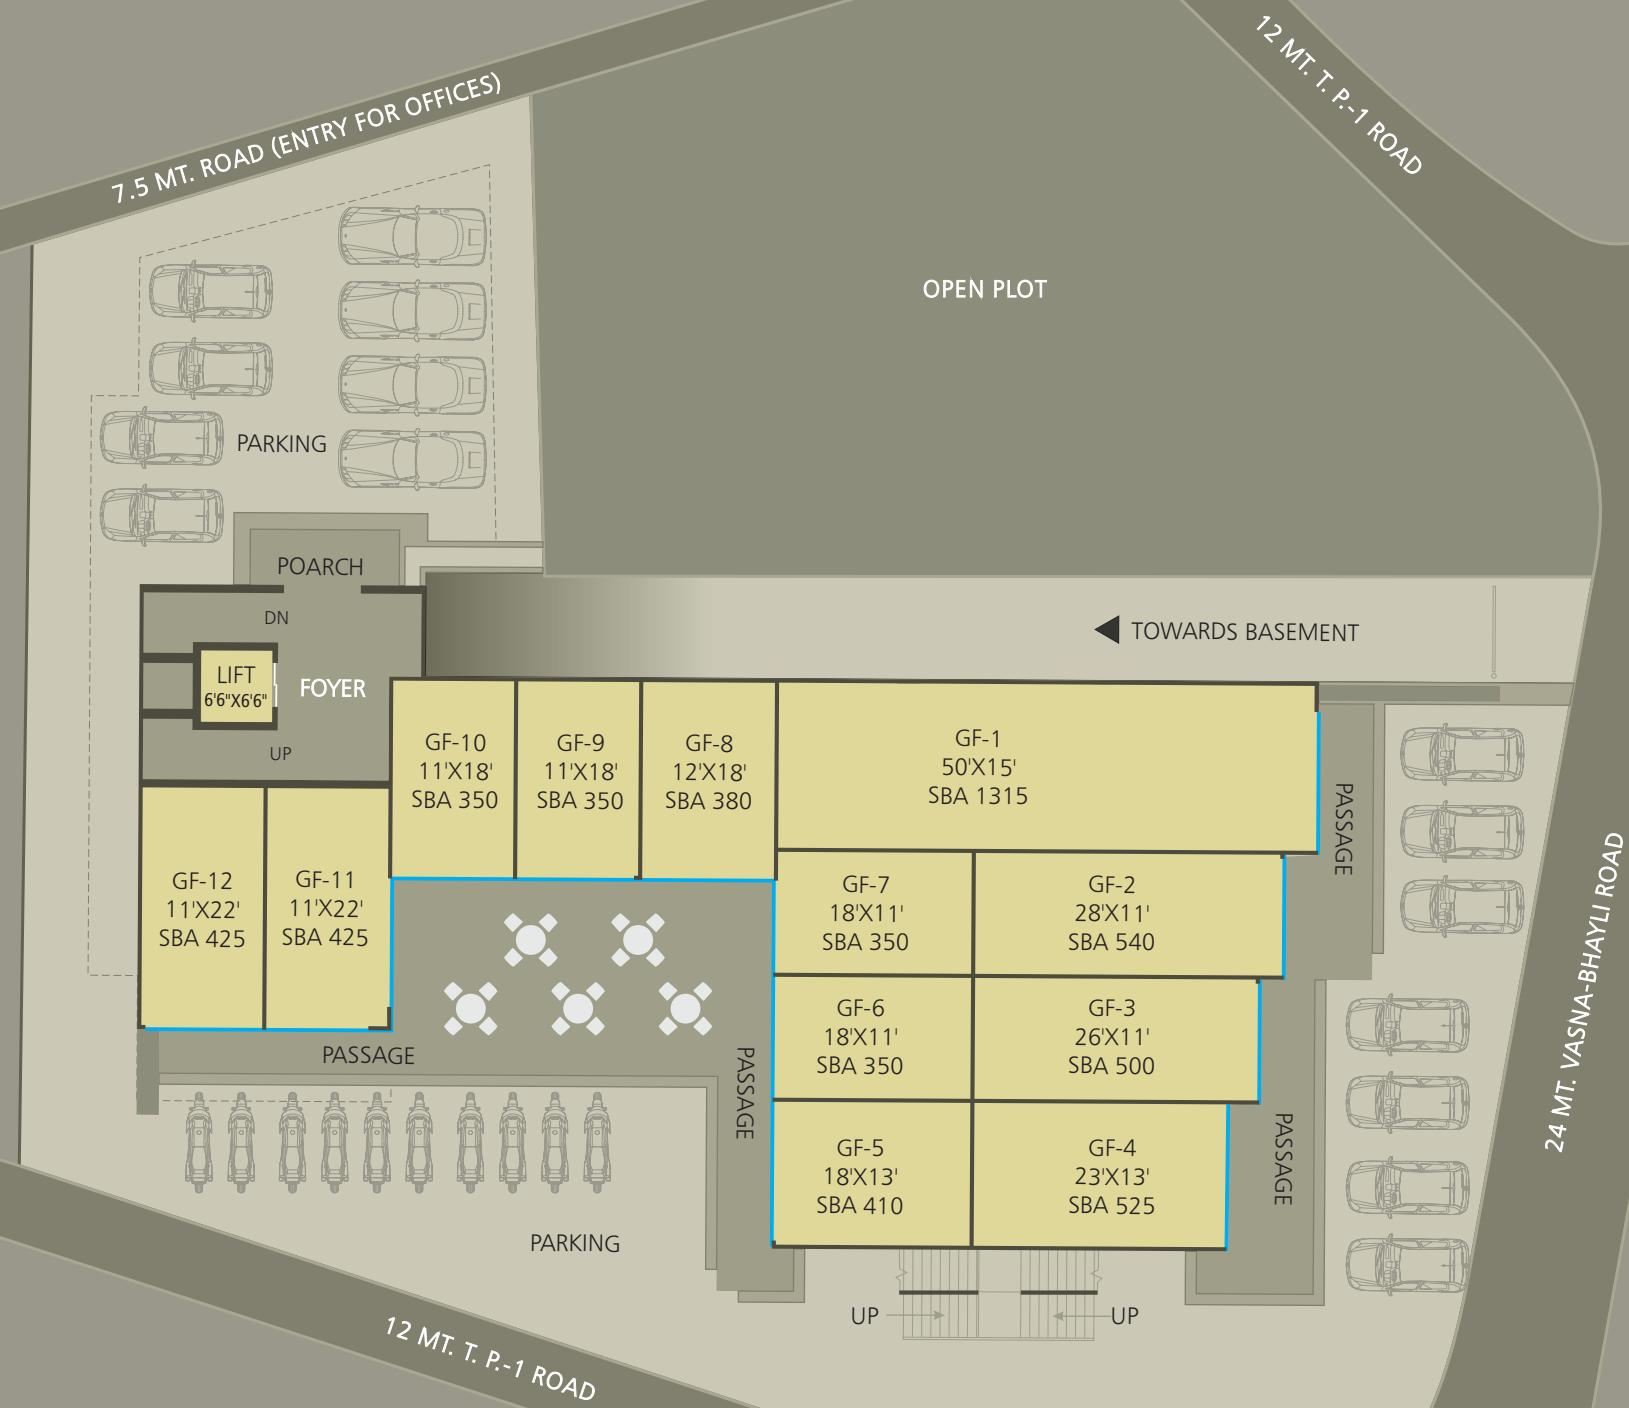 12 MT. T. P.-1 ROAD
7.5 MT. ROAD (ENTRY FOR OFFICES)
OPEN PLOT
PARKING
POARCH
DN
TOWARDS BASEMENT
LIFT
6'6"X6'6"
FOYER
UP
GF-10
11'X18'
SBA 350
GF-9
11'X18'
SBA 350
GF-8
12'X18'
SBA 380
GF-1
50'X15'
SBA 1315
PASSAGE
GF-12
11'X22'
SBA 425
GF-11
11'X22'
SBA 425
GF-7
18'X11'
SBA 350
GF-2
28'X11'
SBA 540
24 MT. VASNA-BHAYLI ROAD
GF-6
18'X11'
SBA 350
GF-3
26'X11'
SBA 500
PASSAGE
PASSAGE
GF-5
18'X13'
SBA 410
GF-4
23'X13'
SBA 525
PASSAGE
PARKING
UP
UP
12 MT. T. P.-1 ROAD